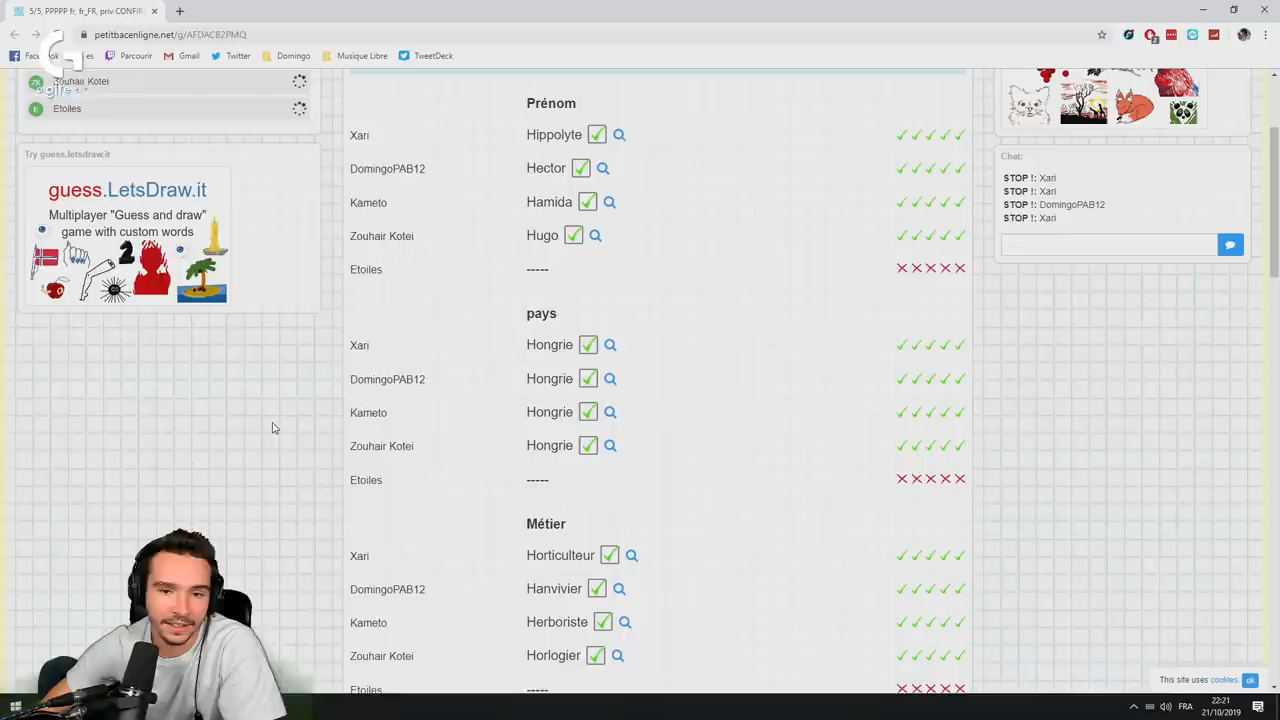 5/5, PPPPP fr, fr_FR, priv CONFIR
petitbacenligne.net/g/AFDACB2PMQ
es
Parcourir
Gmail
Twitter
Domingo
Musique Libre
TweetDeck
Zouhair Kotei
Etoiles
Try guess.letsdraw.it
guess.LetsDraw.it
Multiplayer "Guess and draw"
game with custom words
Prénom
Xari Hippolyte
DomingoPAB12 Hector
Kameto Hamida
Zouhair Kotei Hugo
Etoiles -----
pays
Xari Hongrie
DomingoPAB12 Hongrie
Kameto Hongrie
Zouhair Kotei Hongrie
Etoiles -----
Métier
Xari Horticulteur
DomingoPAB12 Hanvivier
Kameto Herboriste
Zouhair Kotei Horlogier
Etoiles -----
Chat:
STOP !: Xari
STOP !: Xari
STOP !: DomingoPAB12
STOP !: Xari
This site uses cookies. ok
FRA
22:21
21/10/2019